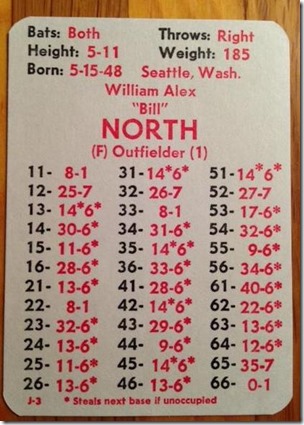 Bats: Both Throws: Right
Height: 5-11 Weight: 185
Born: 5-15-48 Seattle, Wash.
William Alex
"Bill"
NORTH
(F) Outfielder (1)
11- 8-1 31- 14*6* 51- 14*6*
12- 25-7 32- 26-7 52- 27-7
13- 14*6* 33- 8-1 53- 17-6*
14- 30-6* 34- 31-6* 54- 32-6*
15- 11-6* 35- 14*6* 55- 9-6*
16- 28-6* 36- 33-6* 56- 34-6*
21- 13-6* 41- 28-6* 61- 40-6*
22- 8-1 42- 14*6* 62- 22-6*
23- 32-6* 43- 29-6* 63- 13-6*
24- 13-6* 44- 9-6* 64- 12-6*
25- 11-6* 45- 14*6* 65- 35-7
26- 13-6* 46- 13-6* 66- 0-1
J-3 * Steals next base if unoccupied